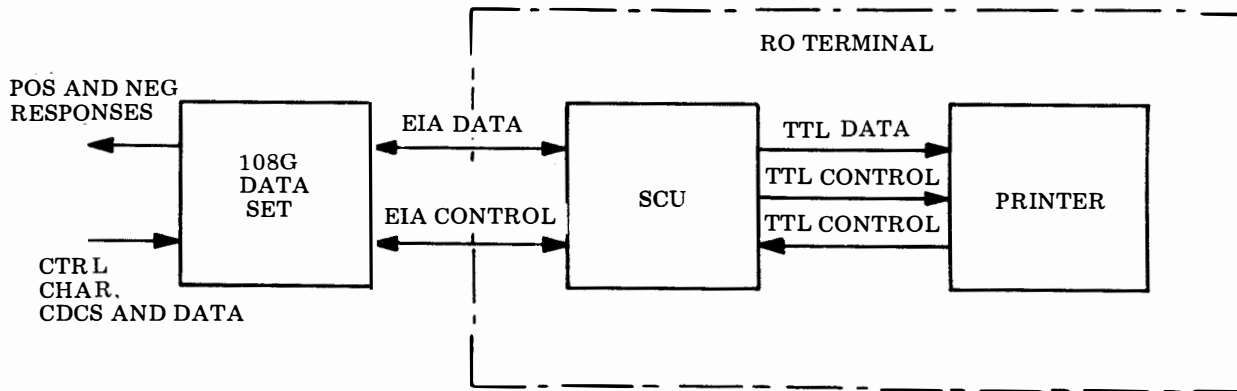 RO TERMINAL
POS AND NEG
RESPONSES
108G
DATA
SET
EIA DATA
EIA CONTROL
SCU
TTL DATA
TTL CONTROL
TTL CONTROL
PRINTER
CTRL
CHAR,
CDCS AND DATA